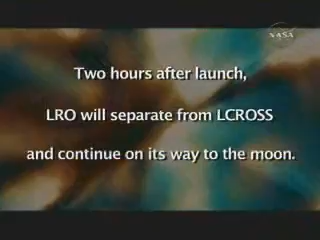 NASA
Two hours after launch,
LRO will separate from LCROSS
and continue on its way to the moon.